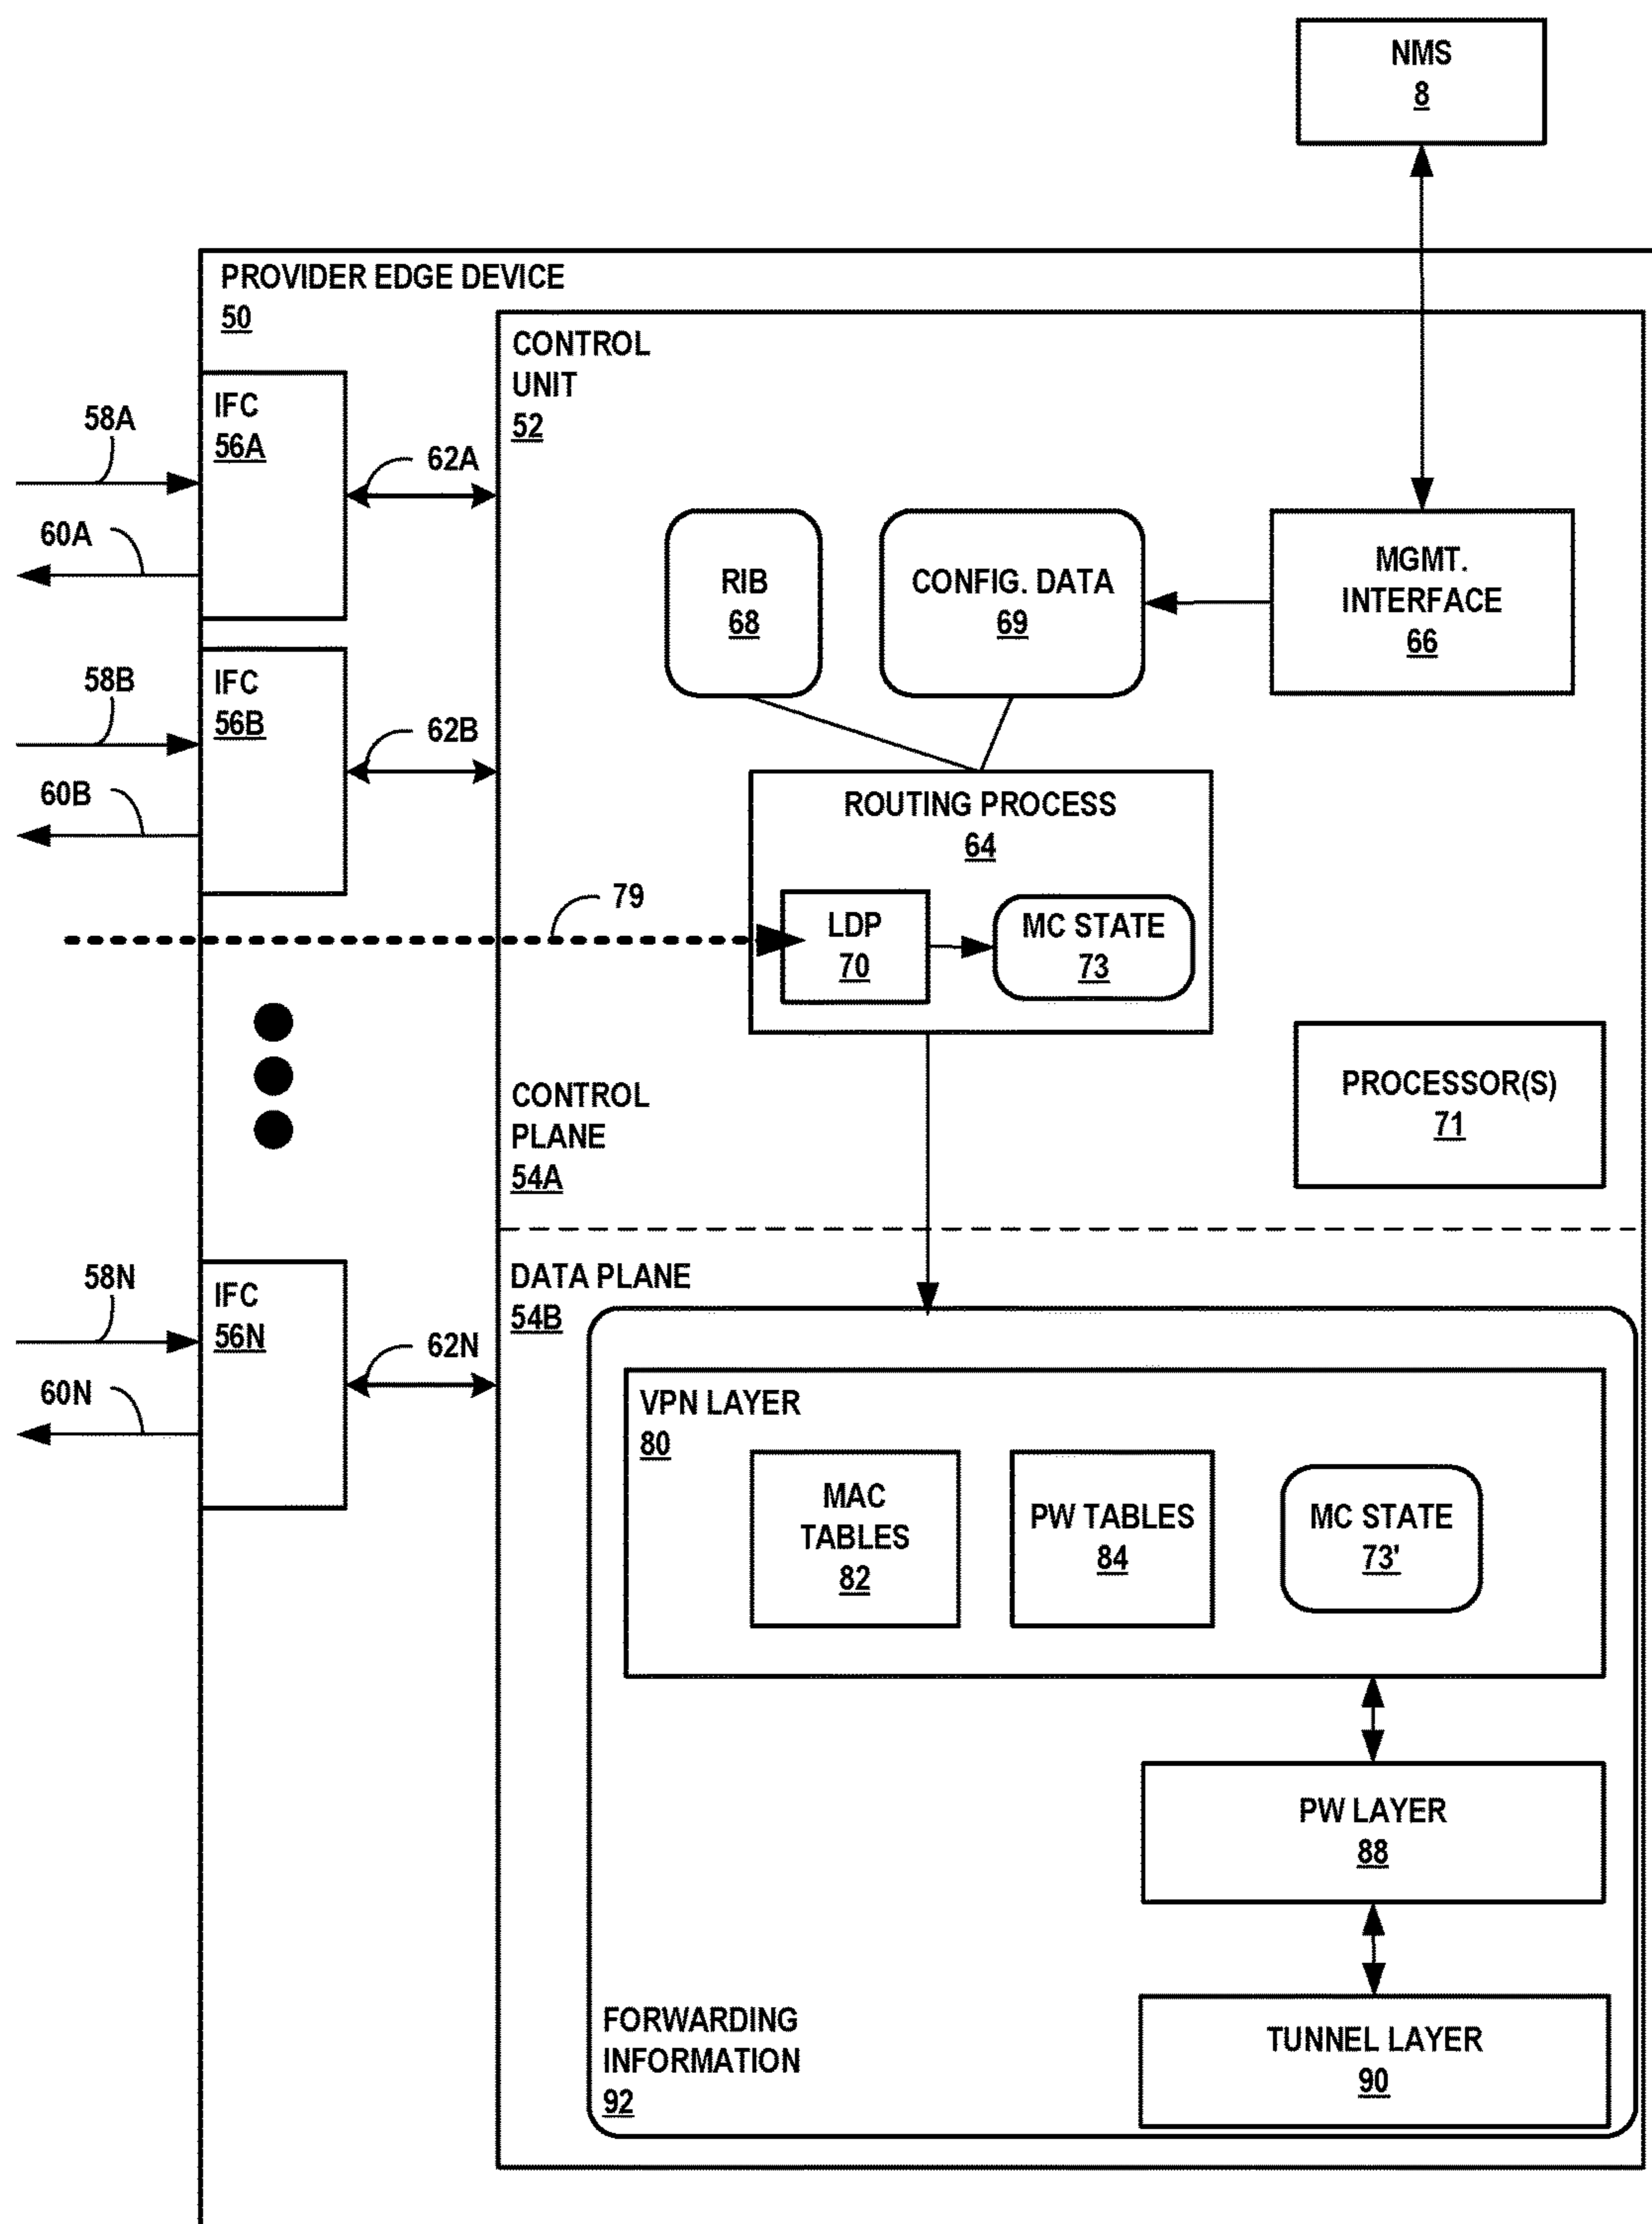 NMS
8
PROVIDER EDGE DEVICE
50
CONTROL
UNIT
52
IFC
56A
58A
62A
60A
RIB
68
CONFIG. DATA
69
MGMT.
INTERFACE
66
IFC
56B
58B
62B
60B
ROUTING PROCESS
64
79
LDP
70
MC STATE
73
PROCESSOR(S)
71
CONTROL
PLANE
54A
DATA PLANE
54B
IFC
56N
58N
62N
60N
VPN LAYER
80
MAC
TABLES
82
PW TABLES
84
MC STATE
73'
PW LAYER
88
FORWARDING
INFORMATION
92
TUNNEL LAYER
90